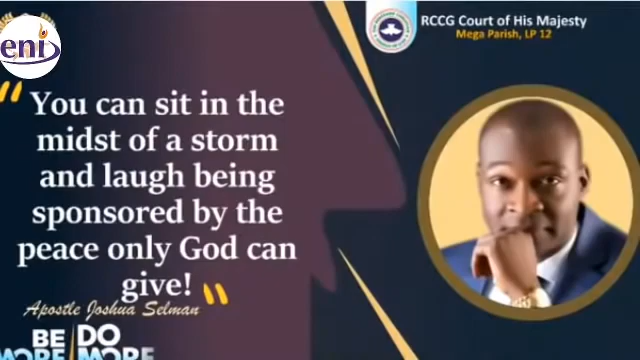 eni
RCCG Court of His Majesty
Mega Parish, LP 12
“ You can sit in the
midst of a storm
and laugh being
sponsored by the
peace only God can
give! ”
Apostle Joshua Selman
BE DO
MORE MORE